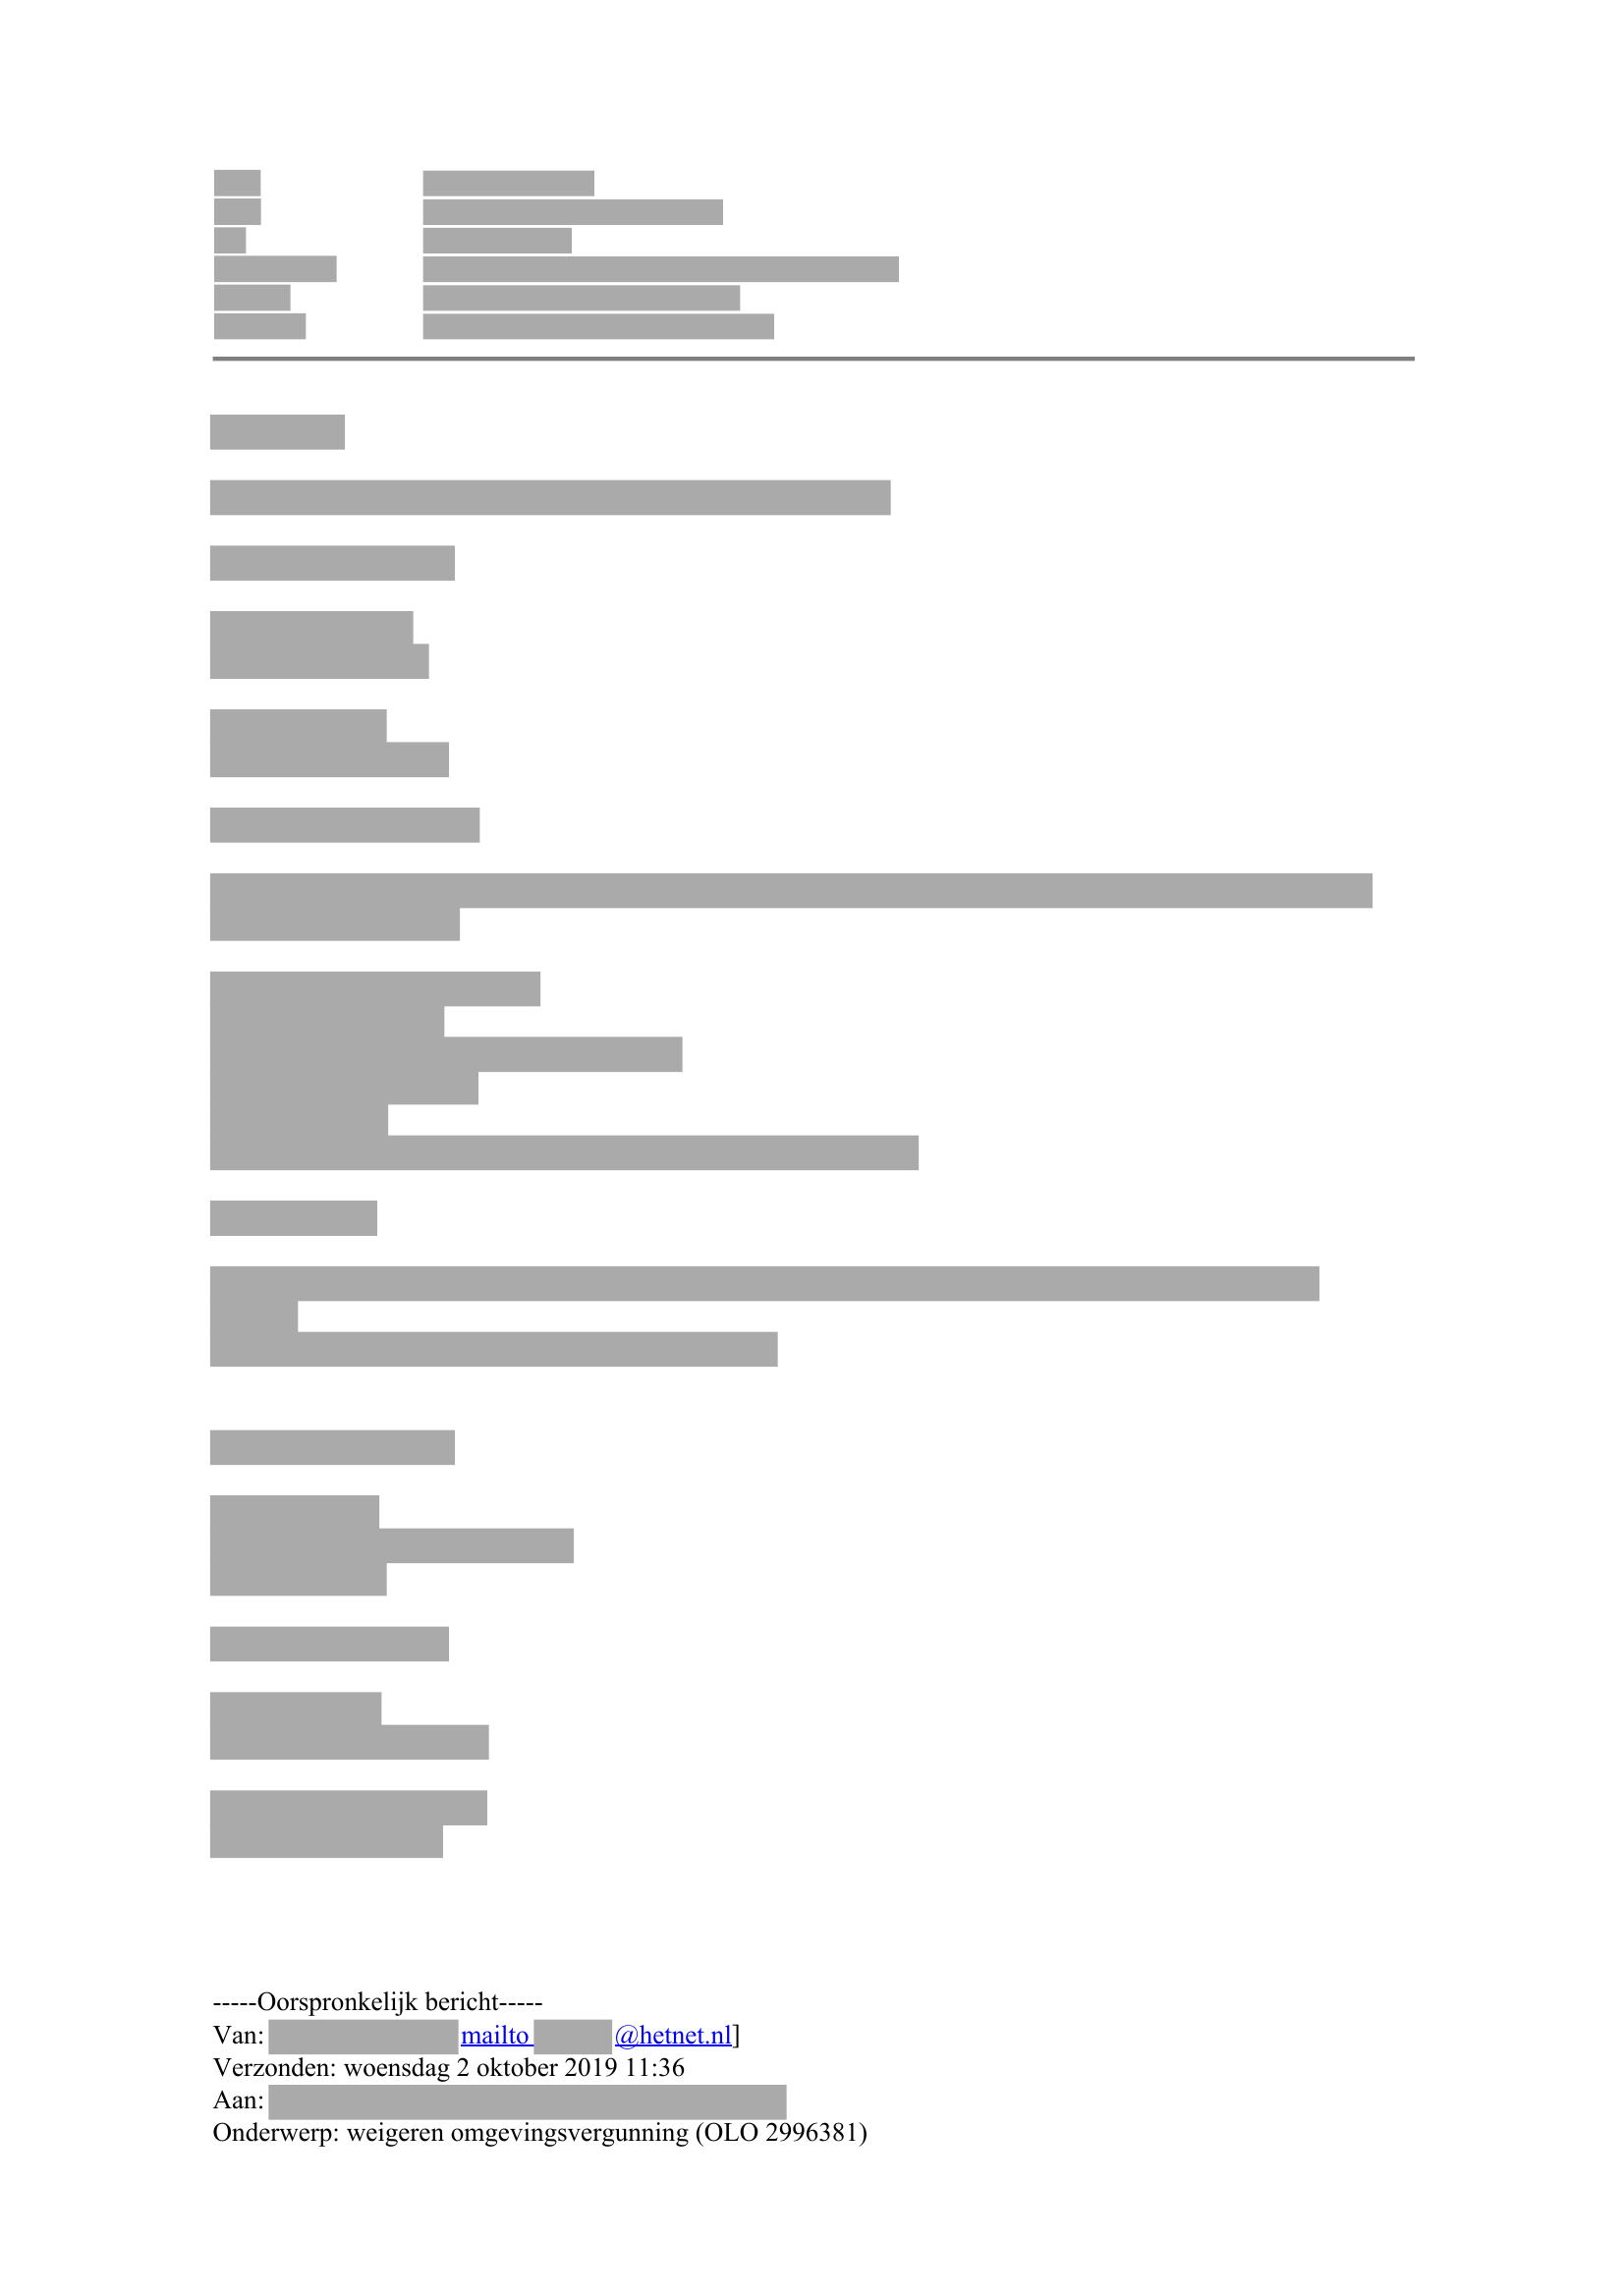 -----Oorspronkelijk bericht-----
Van: mailto @hetnet.nl]
Verzonden: woensdag 2 oktober 2019 11:36
Aan:
Onderwerp: weigeren omgevingsvergunning (OLO 2996381)